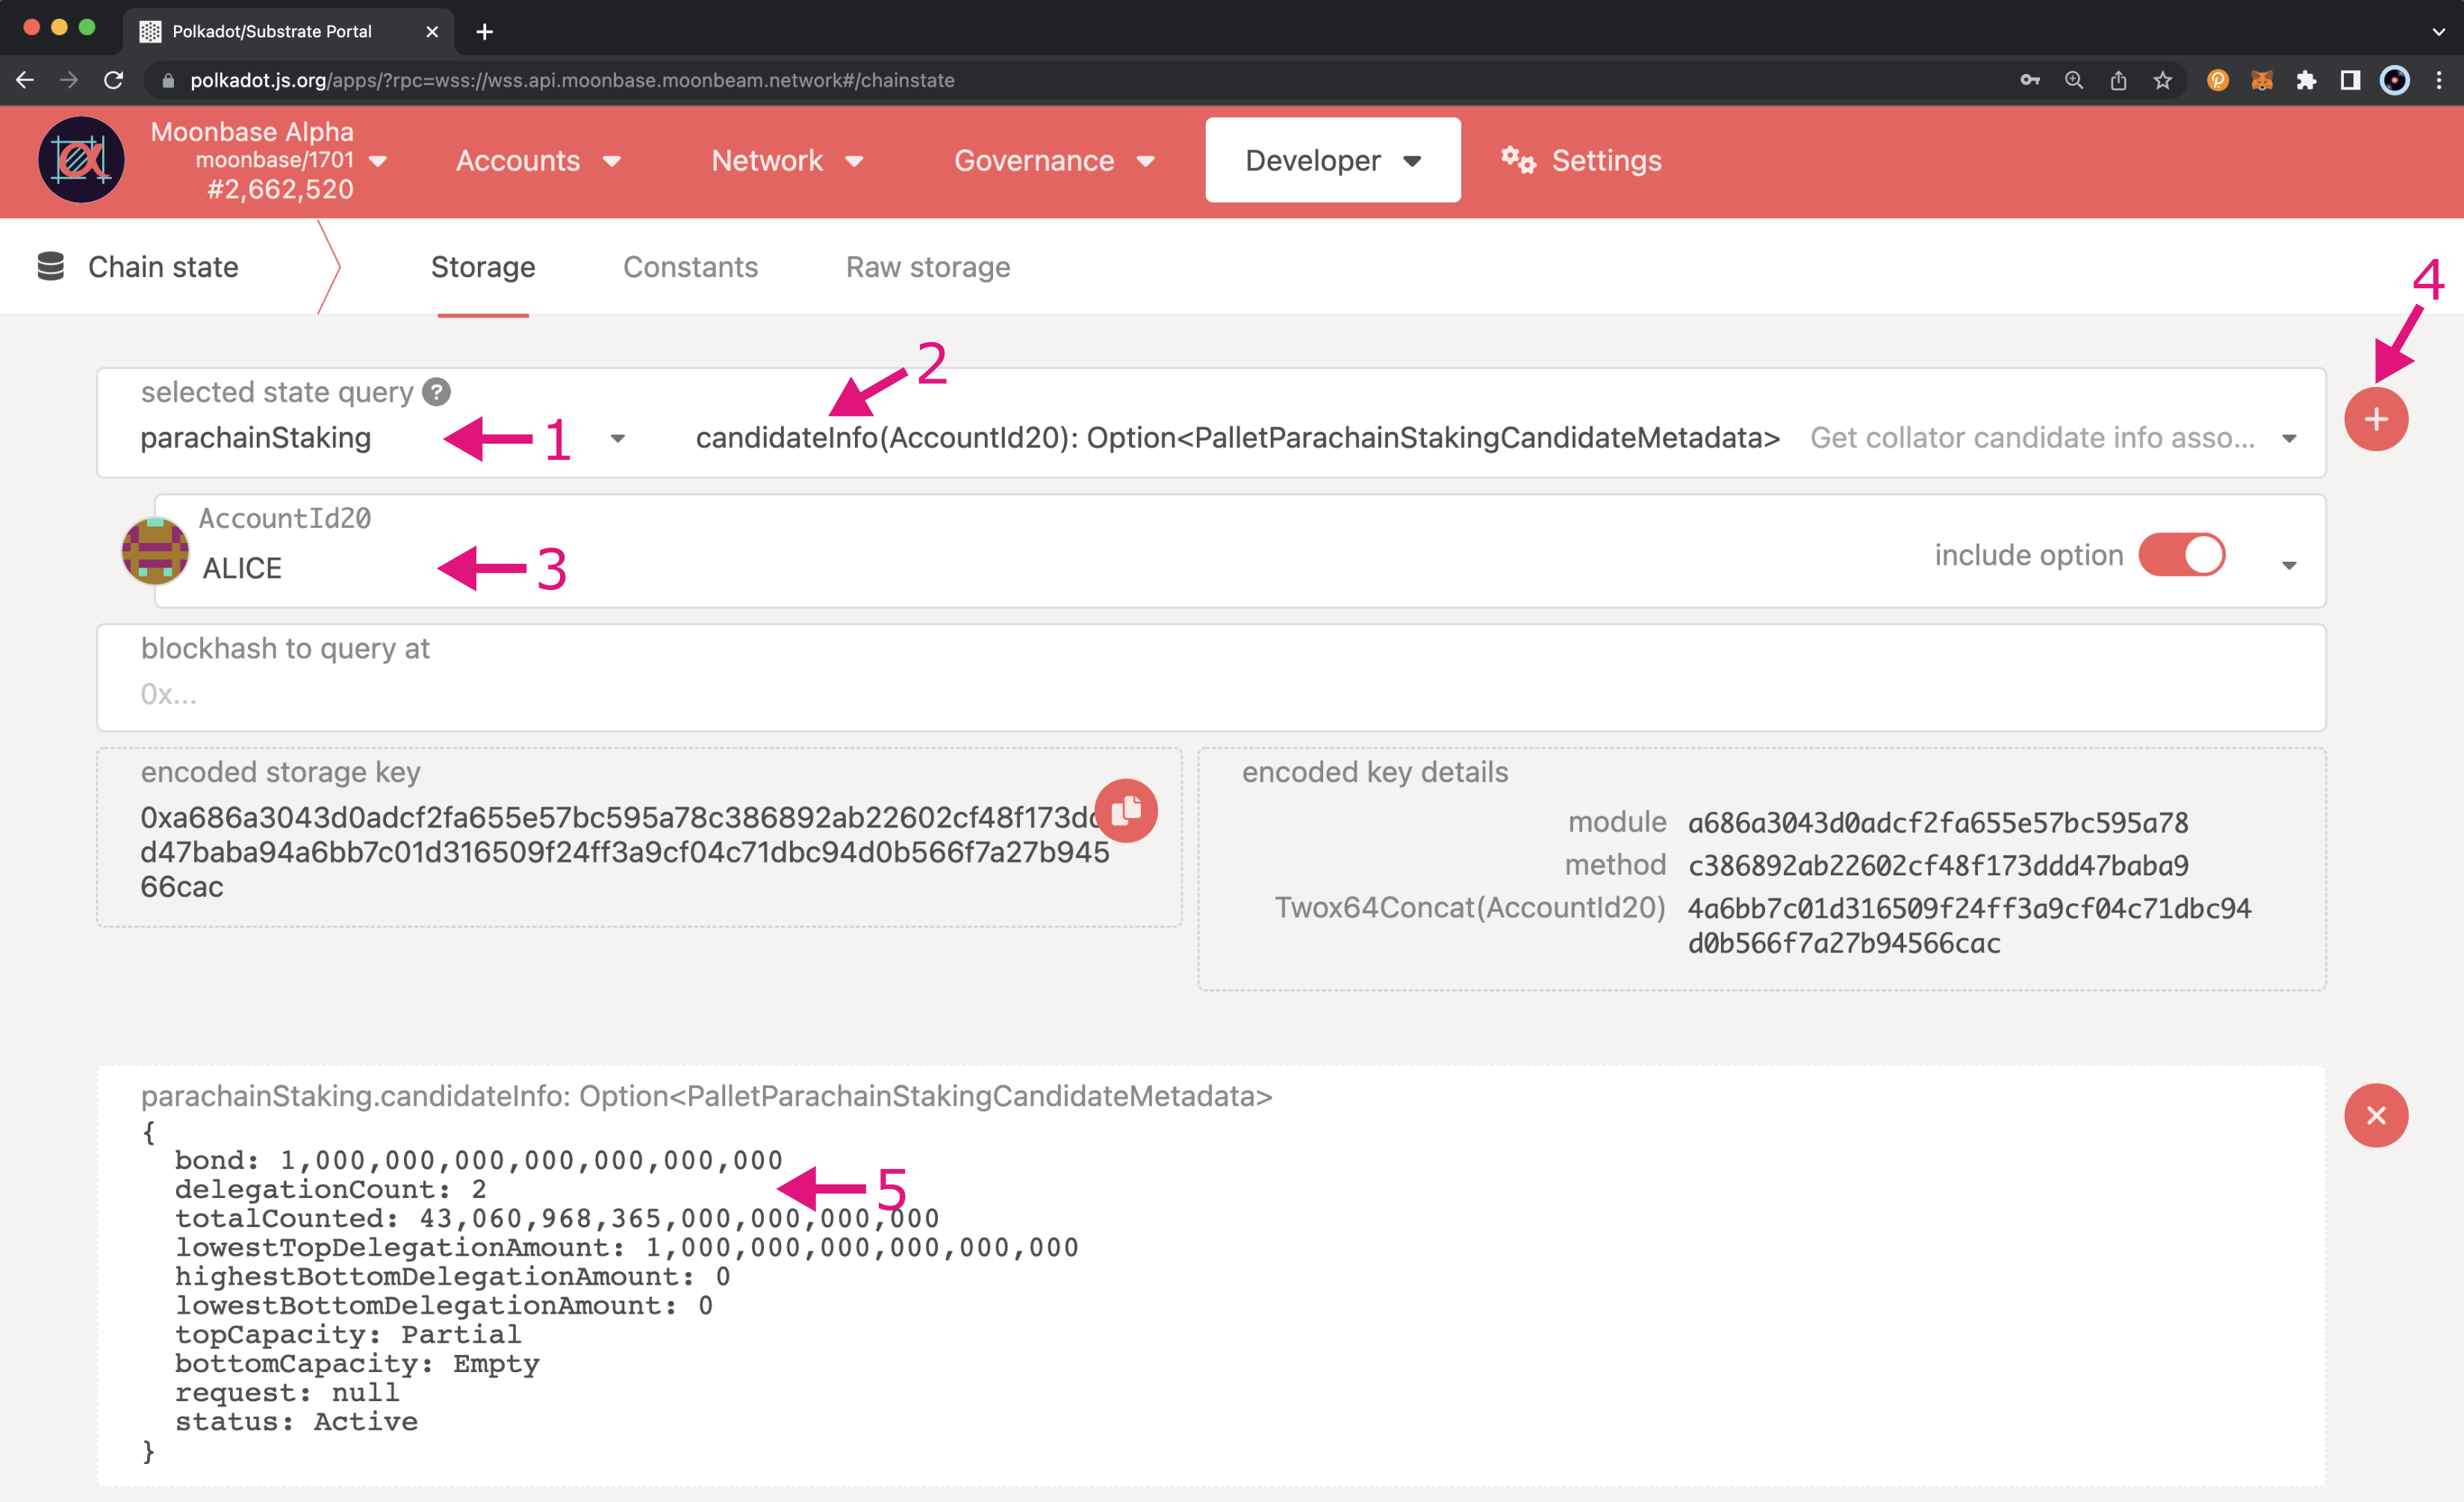 Polkadot/Substrate Portal
polkadot.js.org/apps/?rpc=wss://wss.api.moonbase.moonbeam.network#/chainstate
Moonbase Alpha
moonbase/1701
#2,662,520
Accounts
Network
Governance
Developer
Settings
Chain state
Storage
Constants
Raw storage
4
selected state query ?
2
parachainStaking
1
candidateInfo(AccountId20): Option<PalletParachainStakingCandidateMetadata>
Get collator candidate info asso...
AccountId20
ALICE
3
include option
blockhash to query at
0x...
encoded storage key
0xa686a3043d0adcf2fa655e57bc595a78c386892ab22602cf48f173dd
d47baba94a6bb7c01d316509f24ff3a9cf04c71dbc94d0b566f7a27b945
66cac
encoded key details
module a686a3043d0adcf2fa655e57bc595a78
method c386892ab22602cf48f173ddd47baba9
Twox64Concat(AccountId20) 4a6bb7c01d316509f24ff3a9cf04c71dbc94
d0b566f7a27b94566cac
parachainStaking.candidateInfo: Option<PalletParachainStakingCandidateMetadata>
{
bond: 1,000,000,000,000,000,000,000
delegationCount: 2
5
totalCounted: 43,060,968,365,000,000,000,000
lowestTopDelegationAmount: 1,000,000,000,000,000,000
highestBottomDelegationAmount: 0
lowestBottomDelegationAmount: 0
topCapacity: Partial
bottomCapacity: Empty
request: null
status: Active
}